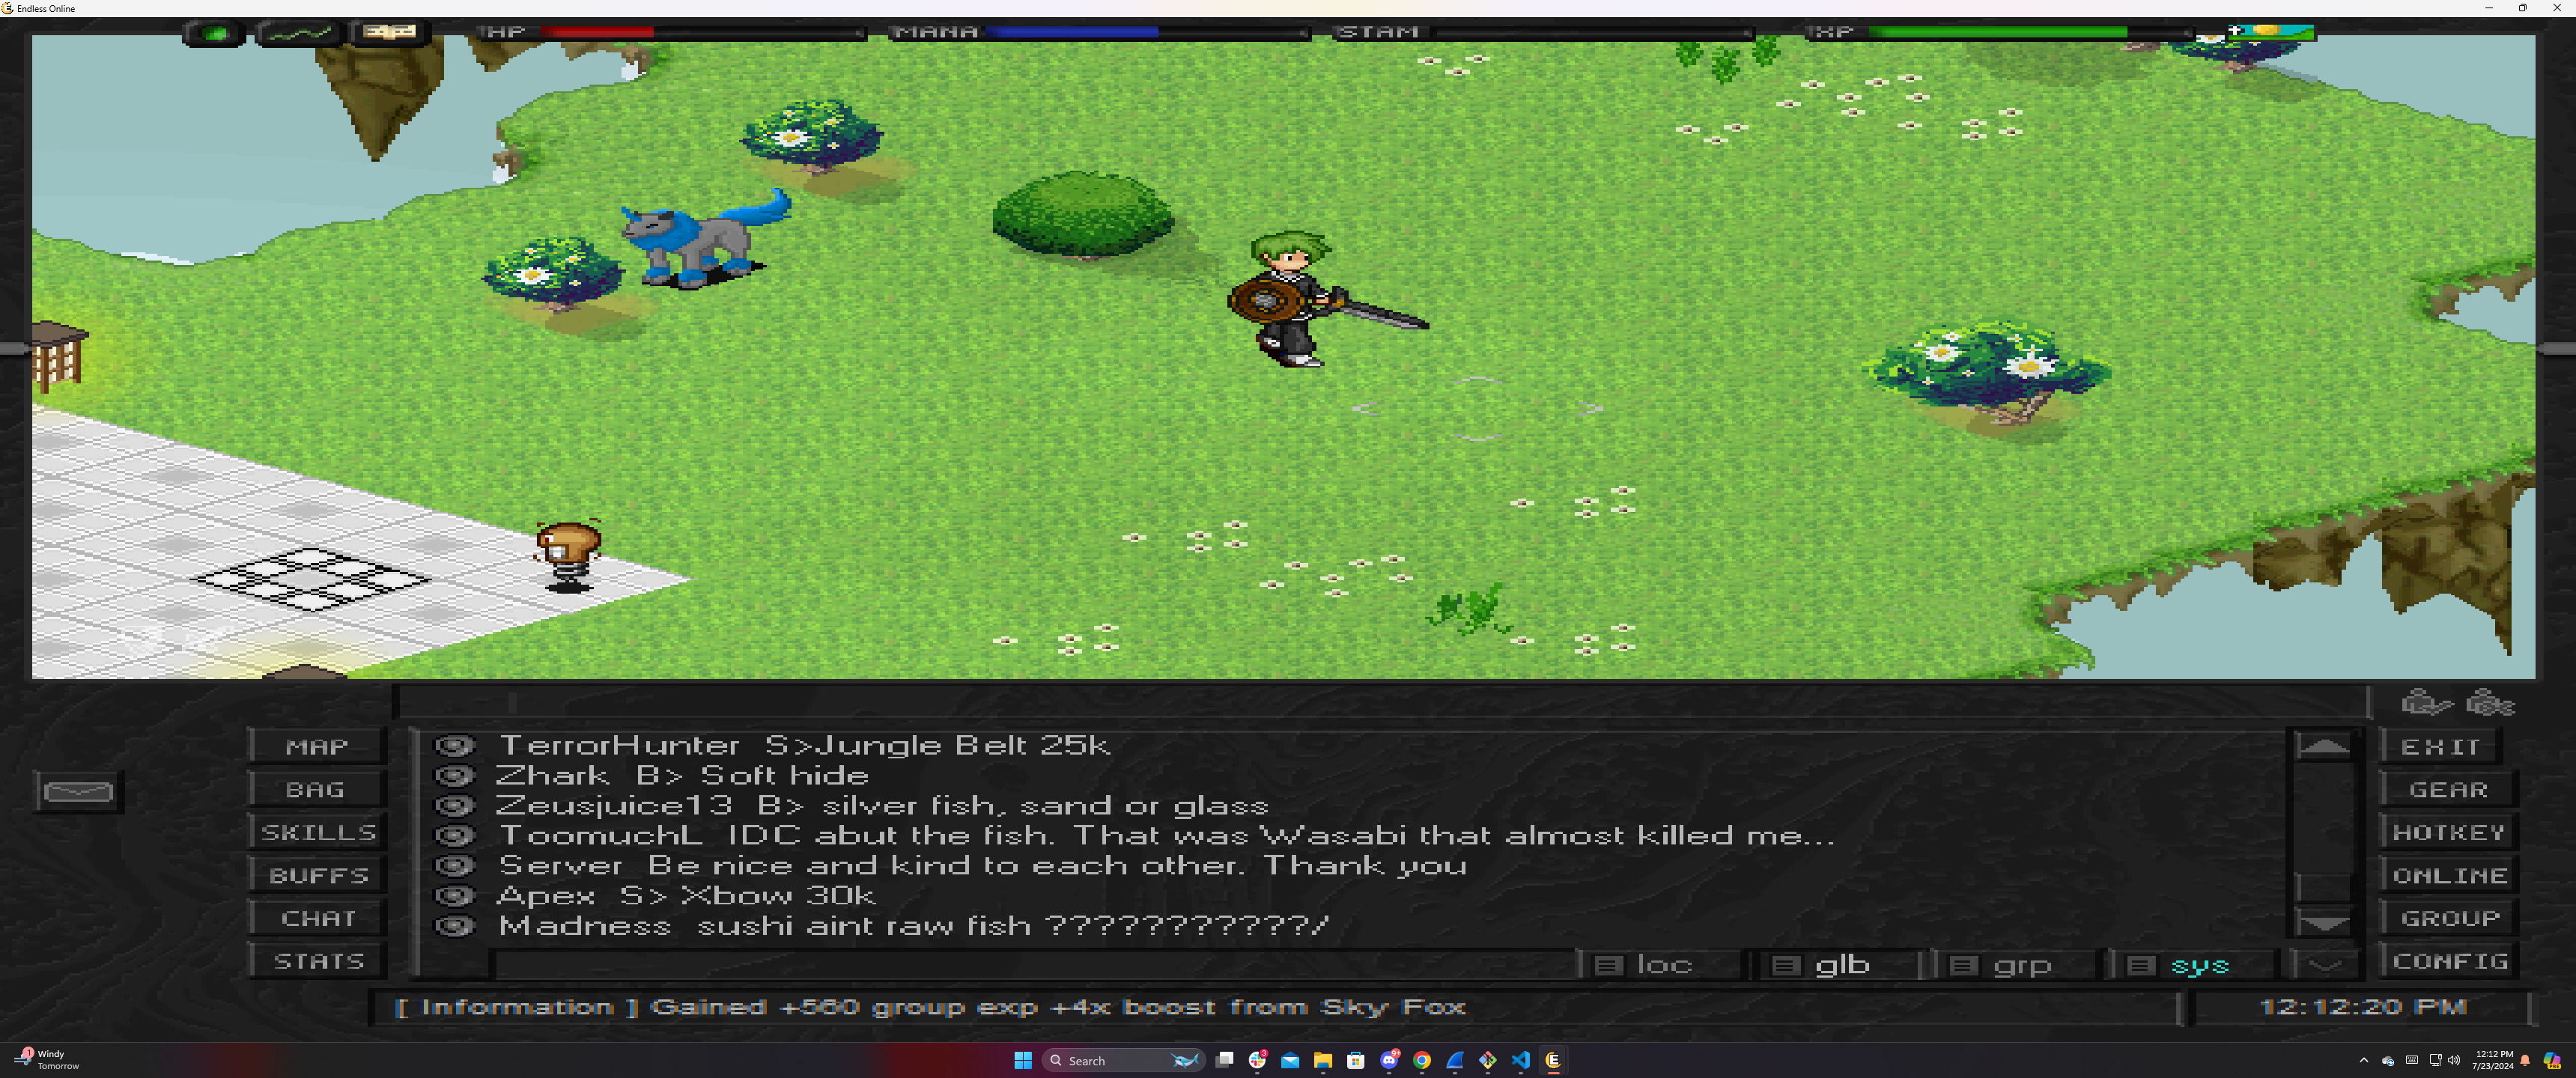 Endless Online
HP
MANA
STAM
XP
MAP
BAG
SKILLS
BUFFS
CHAT
STATS
TerrorHunter S>Jungle Belt 25k
Zhark B> Soft hide
Zeusjuice13 B> silver fish, sand or glass
ToomuchL IDC abut the fish. That was Wasabi that almost killed me...
Server Be nice and kind to each other. Thank you
Apex S> Xbow 30k
Madness sushi aint raw fish ???????????/
loc glb grp sys
EXIT
GEAR
HOTKEY
ONLINE
GROUP
CONFIG
[ Information ] Gained +560 group exp +4x boost from Sky Fox
12:12:20 PM
1
Windy
Tomorrow
Search
3
9+
12:12 PM
7/23/2024
PRE